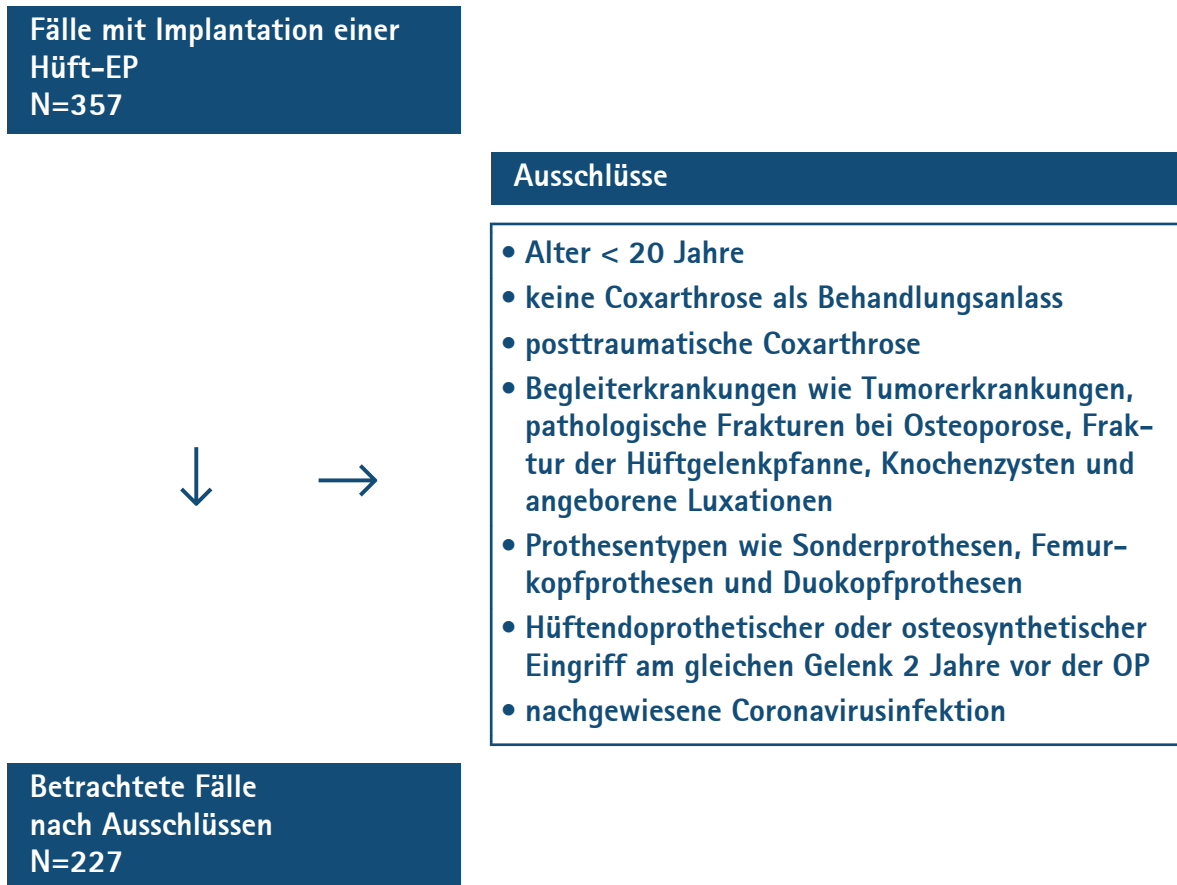 Fälle mit Implantation einer
Hüft-EP
N=357
Ausschlüsse
• Alter < 20 Jahre
• keine Coxarthrose als Behandlungsanlass
• posttraumatische Coxarthrose
• Begleiterkrankungen wie Tumorerkrankungen,
pathologische Frakturen bei Osteoporose, Frak-
tur der Hüftgelenkpfanne, Knochenzysten und
angeborene Luxationen
• Prothesentypen wie Sonderprothesen, Femur-
kopfprothesen und Duokopfprothesen
• Hüftendoprothetischer oder osteosynthetischer
Eingriff am gleichen Gelenk 2 Jahre vor der OP
• nachgewiesene Coronavirusinfektion
Betrachtete Fälle
nach Ausschlüssen
N=227